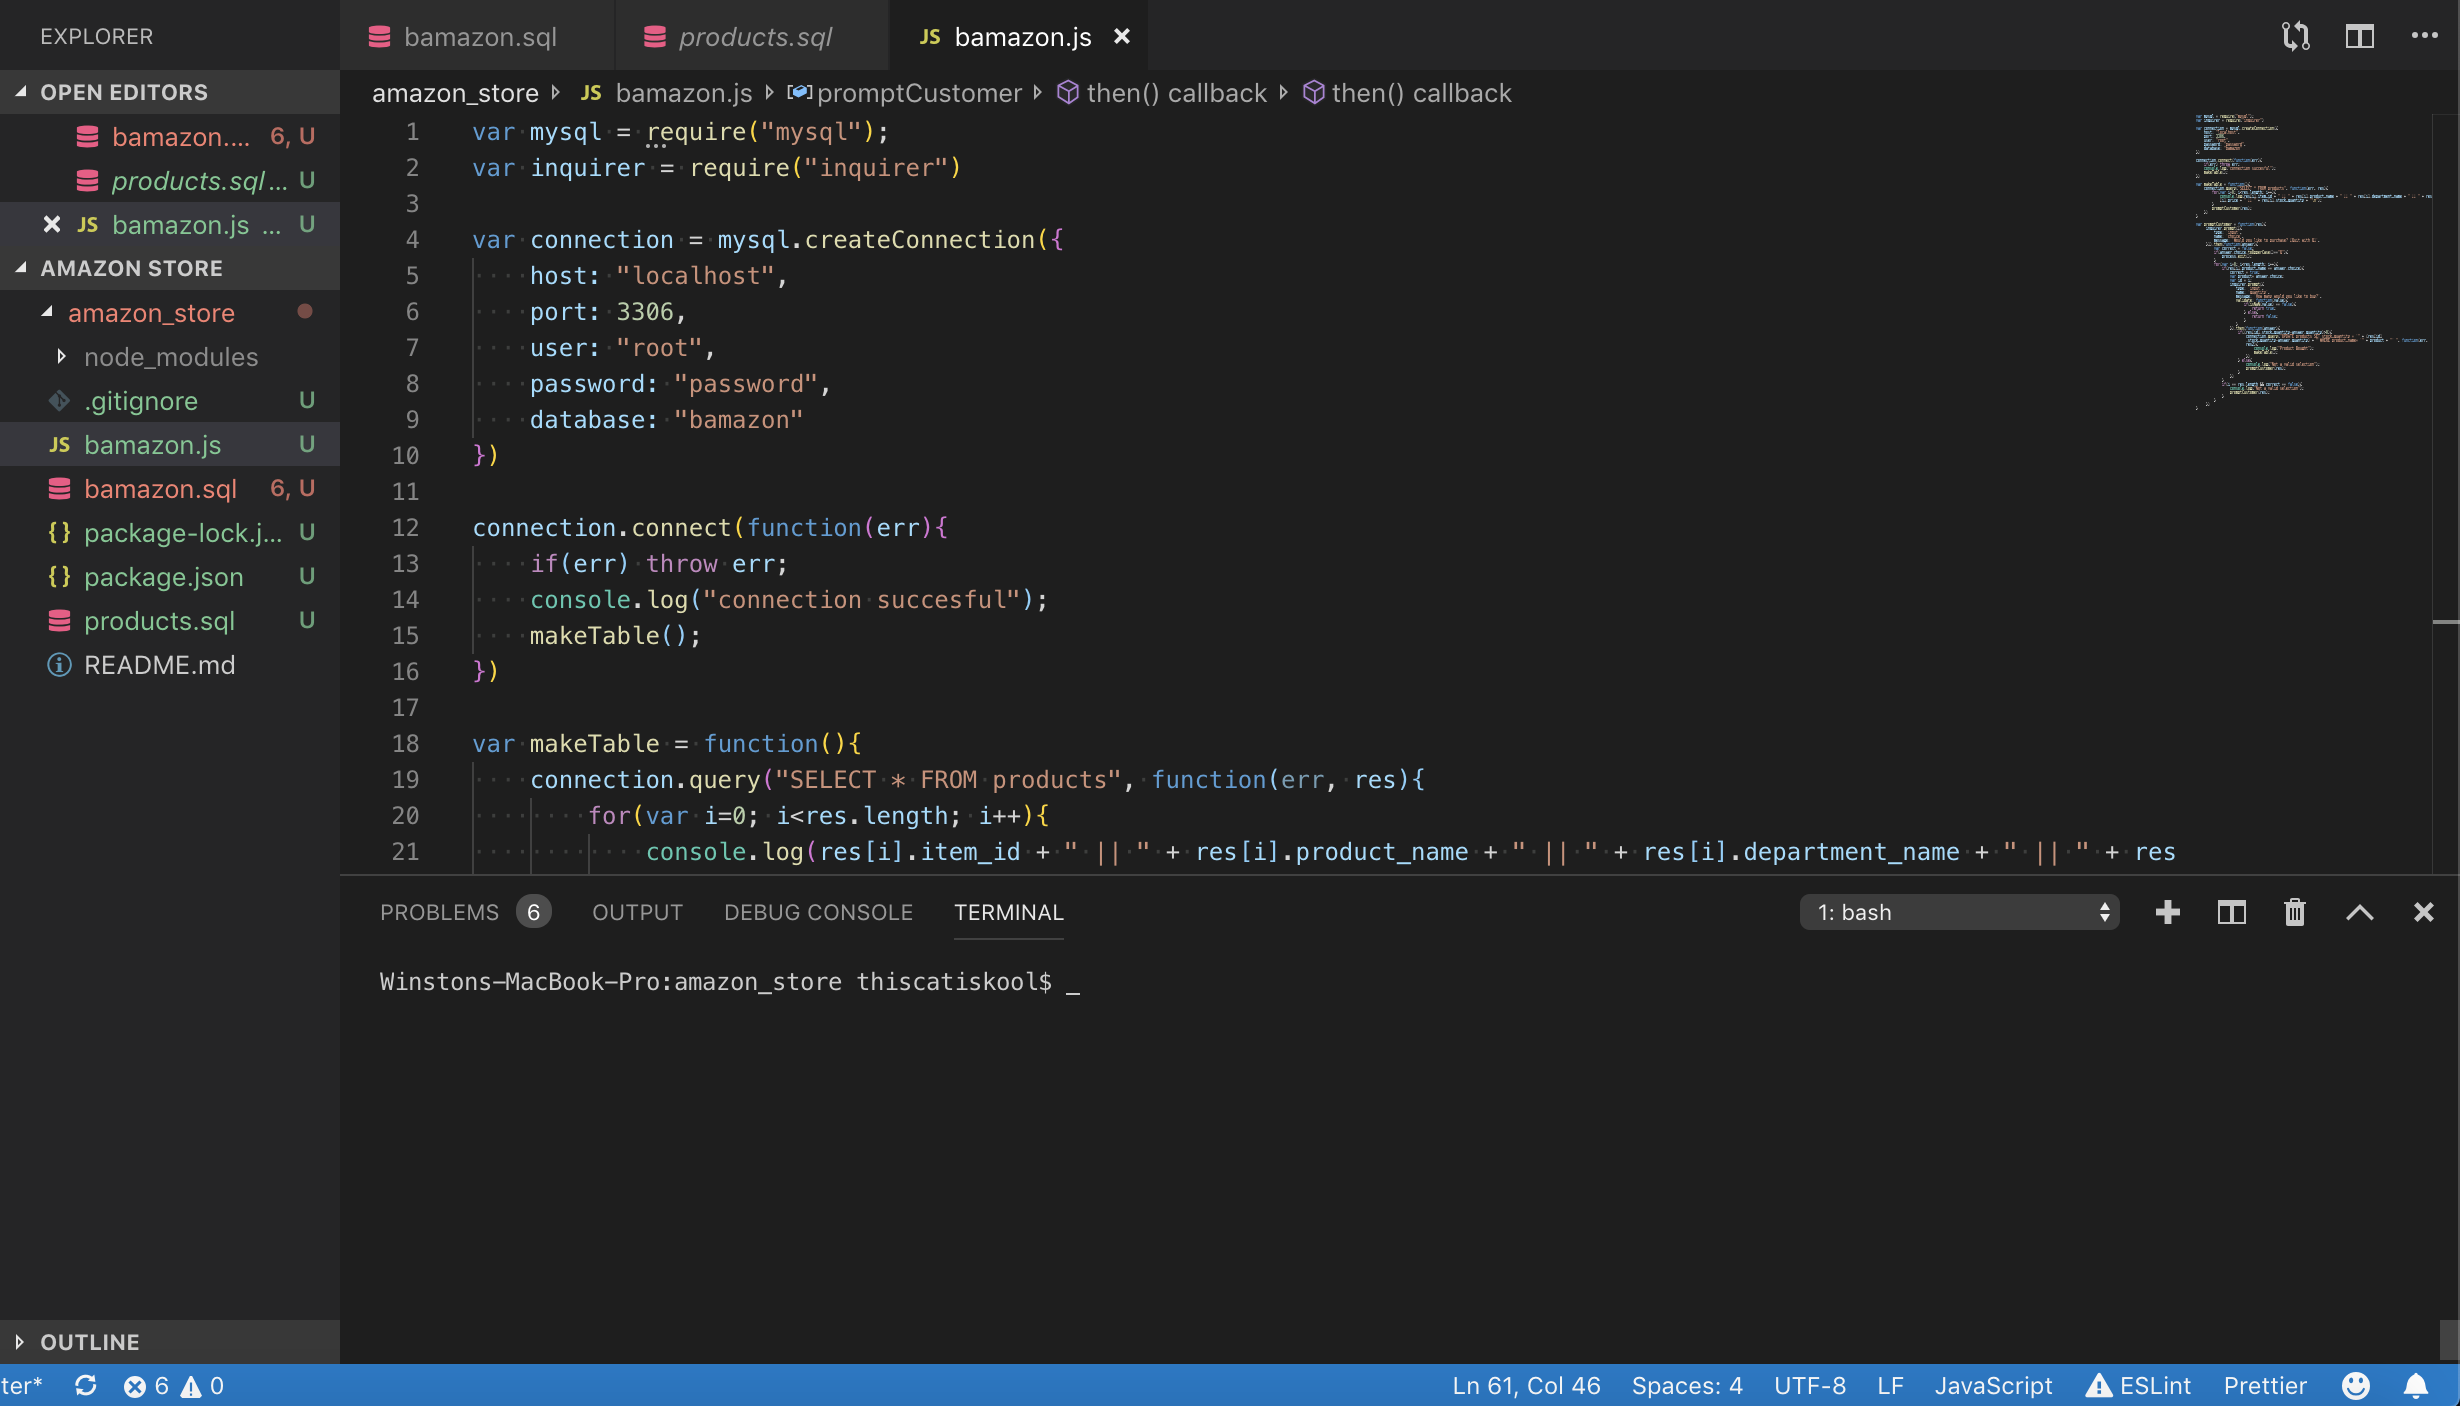 EXPLORER
OPEN EDITORS
bamazon.... 6, U
products.sql... U
JS bamazon.js ... U
AMAZON STORE
amazon_store
node_modules
.gitignore U
JS bamazon.js U
bamazon.sql 6, U
{} package-lock.j... U
{} package.json U
products.sql U
README.md
OUTLINE
bamazon.sql
products.sql
JS bamazon.js
amazon_store JS bamazon.js promptCustomer then() callback then() callback
1 var mysql = require("mysql");
2 var inquirer = require("inquirer")
3
4 var connection = mysql.createConnection({
5 host: "localhost",
6 port: 3306,
7 user: "root",
8 password: "password",
9 database: "bamazon"
10 })
11
12 connection.connect(function(err){
13 if(err) throw err;
14 console.log("connection succesful");
15 makeTable();
16 })
17
18 var makeTable = function(){
19 connection.query("SELECT * FROM products", function(err, res){
20 for(var i=0; i<res.length; i++){
21 console.log(res[i].item_id + " || " + res[i].product_name + " || " + res[i].department_name + " || " + res
PROBLEMS 6 OUTPUT DEBUG CONSOLE TERMINAL 1: bash
Winstons-MacBook-Pro:amazon_store thiscatiskool$ _
ter* 6 0 Ln 61, Col 46 Spaces: 4 UTF-8 LF JavaScript ESLint Prettier